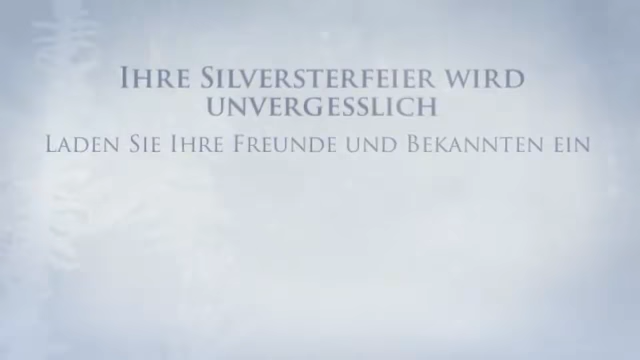 Ihre Silversterfeier wird
unvergesslich
Laden Sie Ihre Freunde und Bekannten ein